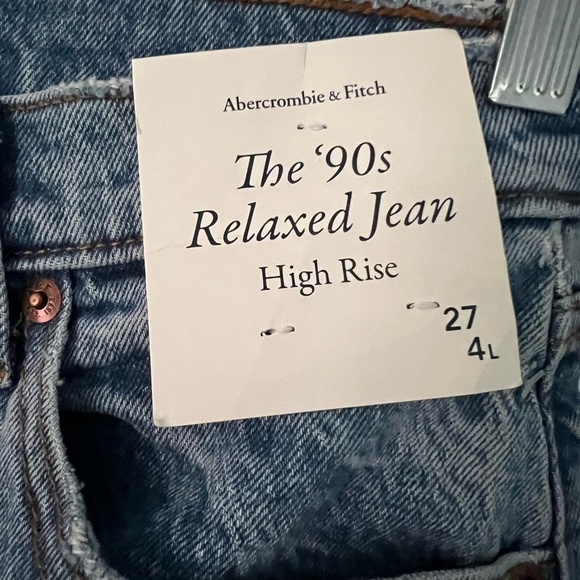 Abercrombie & Fitch
The ‘90s
Relaxed Jean
High Rise
27
4L